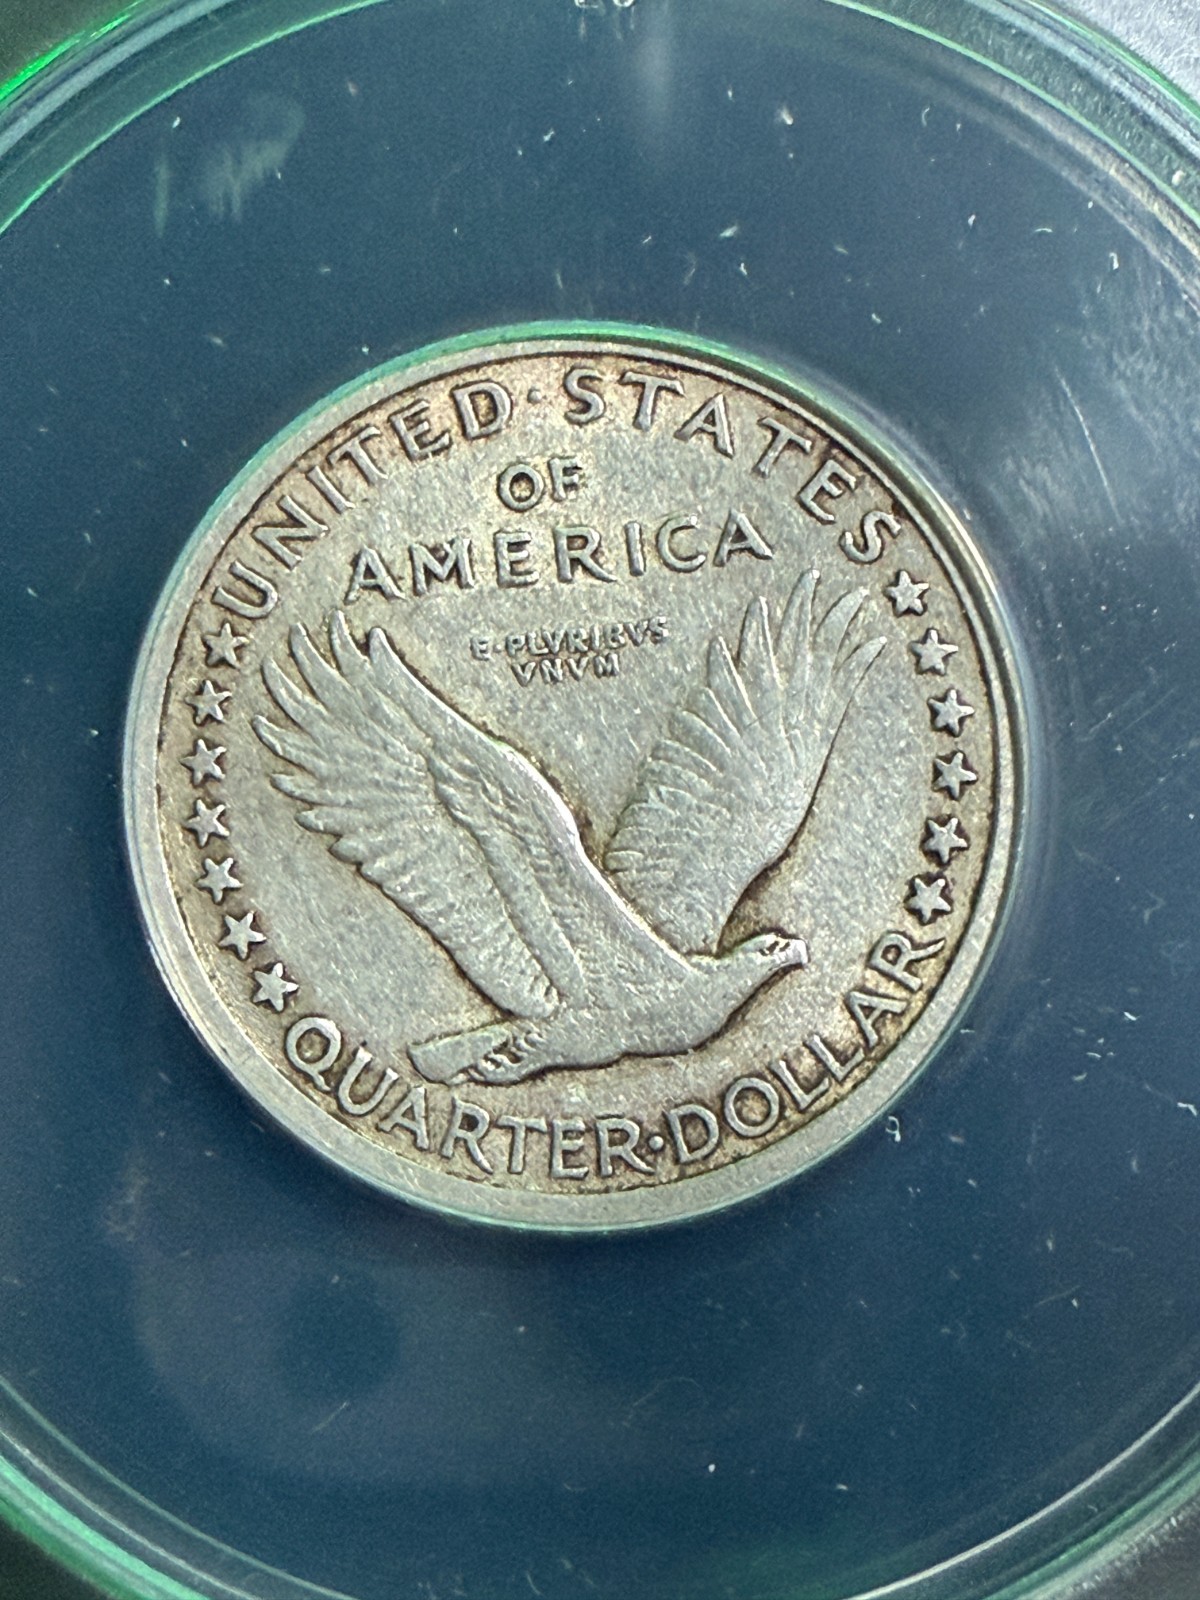 UNITED·STATES
OF
AMERICA
E·PLVRIBVS
VNVM
QUARTER·DOLLAR